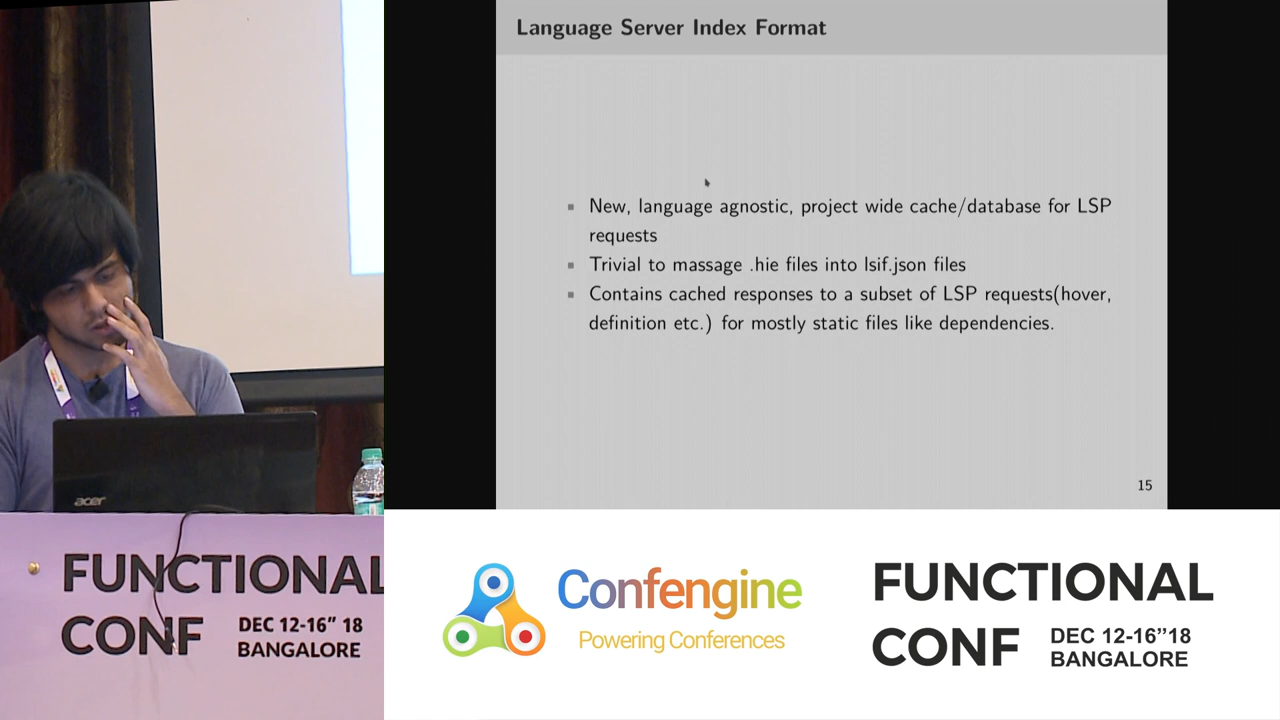 Language Server Index Format
New, language agnostic, project wide cache/database for LSP
requests
Trivial to massage .hie files into lsif.json files
Contains cached responses to a subset of LSP requests(hover,
definition etc.) for mostly static files like dependencies.
15
acer
FUNCTIONAL
CONF
DEC 12-16" 18
BANGALORE
Confengine
Powering Conferences
FUNCTIONAL
CONF
DEC 12-16”18
BANGALORE